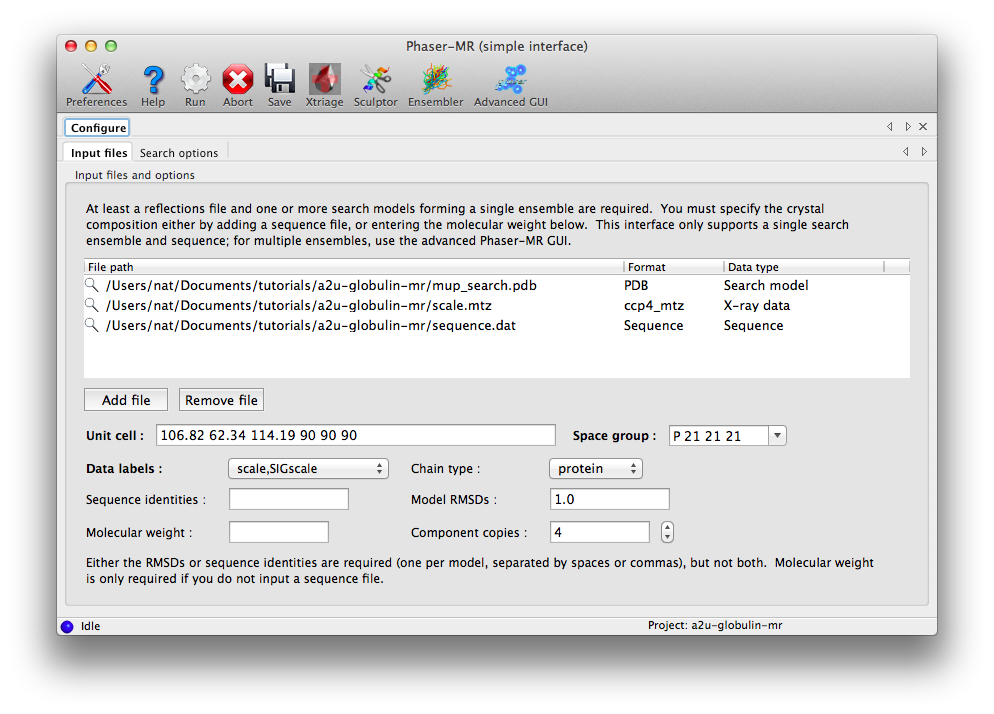 Phaser-MR (simple interface)
Preferences Help Run Abort Save Xtriage Sculptor Ensembler Advanced GUI
Configure
Input files Search options
Input files and options
At least a reflections file and one or more search models forming a single ensemble are required. You must specify the crystal
composition either by adding a sequence file, or entering the molecular weight below. This interface only supports a single search
ensemble and sequence; for multiple ensembles, use the advanced Phaser-MR GUI.
File path Format Data type
/Users/nat/Documents/tutorials/a2u-globulin-mr/mup_search.pdb PDB Search model
/Users/nat/Documents/tutorials/a2u-globulin-mr/scale.mtz ccp4_mtz X-ray data
/Users/nat/Documents/tutorials/a2u-globulin-mr/sequence.dat Sequence Sequence
Add file Remove file
Unit cell : 106.82 62.34 114.19 90 90 90 Space group : P 21 21 21
Data labels : scale,SIGscale Chain type : protein
Sequence identities : Model RMSDs : 1.0
Molecular weight : Component copies : 4
Either the RMSDs or sequence identities are required (one per model, separated by spaces or commas), but not both. Molecular weight
is only required if you do not input a sequence file.
Idle Project: a2u-globulin-mr